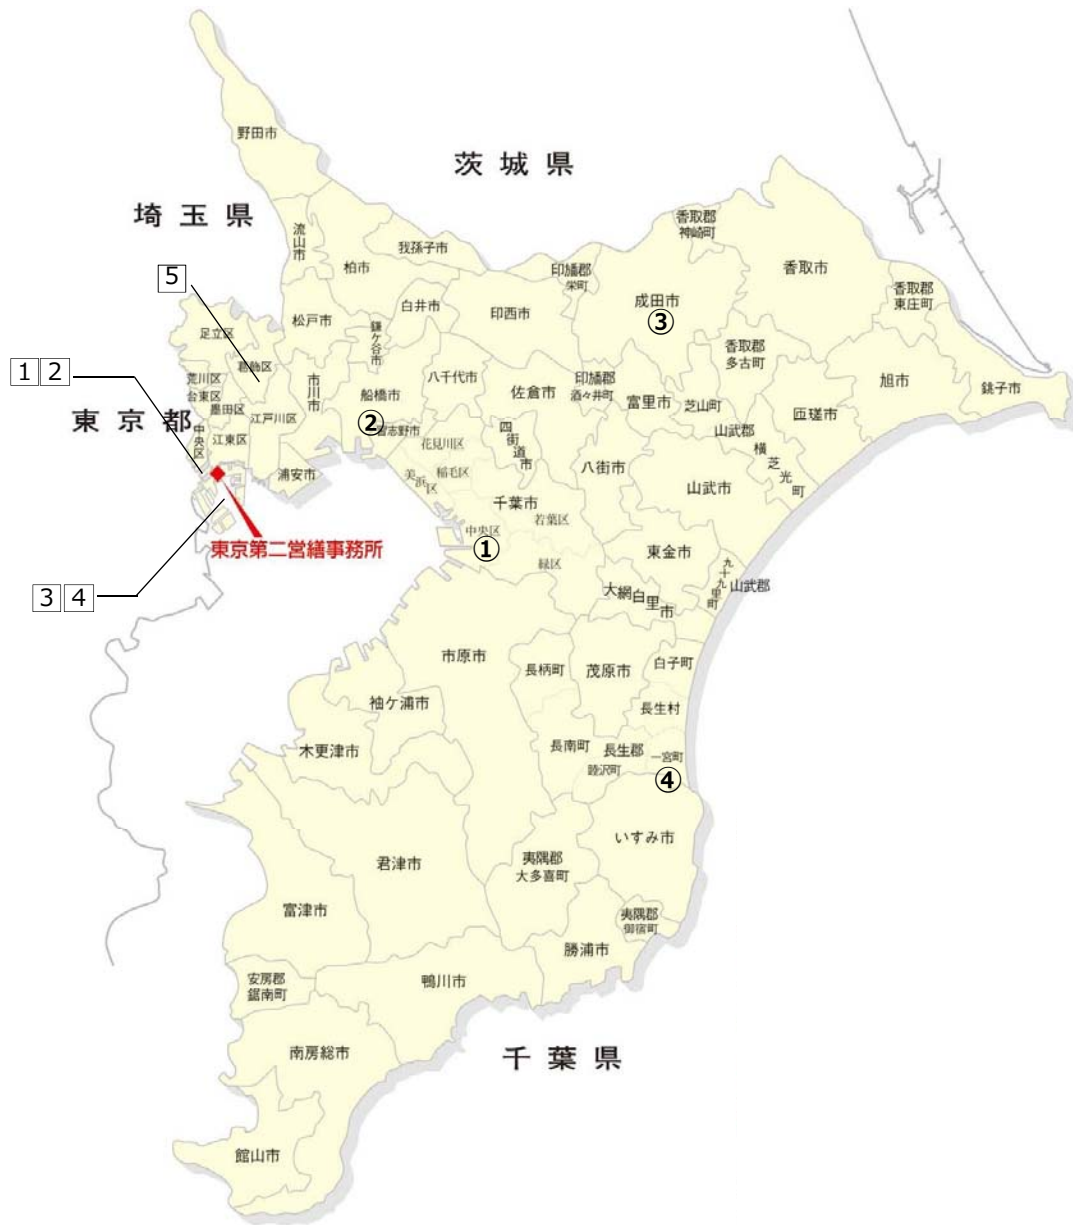 野田市
茨城県
埼玉県
流山市
我孫子市
柏市
香取郡
神崎町
印旛郡
栄町
香取市
成田市
③
香取郡
東庄町
5
足立区
松戸市
鎌ケ谷市
白井市
印西市
香取郡
多古町
1 2
荒川区
葛飾区
台東区
墨田区
市川市
船橋市
八千代市
佐倉市
印旛郡
酒々井町
富里市
芝山町
旭市
銚子市
東京都
中央区
江東区
江戸川区
②
習志野市
花見川区
四街道市
山武郡
横芝光町
匝瑳市
浦安市
美浜区
稲毛区
八街市
山武市
千葉市
若葉区
中央区
①
緑区
東京第二営繕事務所
東金市
九十九里町
山武郡
大網白里市
3 4
市原市
長柄町
茂原市
白子町
袖ケ浦市
長生村
木更津市
長南町
長生郡
睦沢町
一宮町
④
いすみ市
君津市
夷隅郡
大多喜町
富津市
夷隅郡
御宿町
勝浦市
安房郡
鋸南町
鴨川市
南房総市
千葉県
館山市